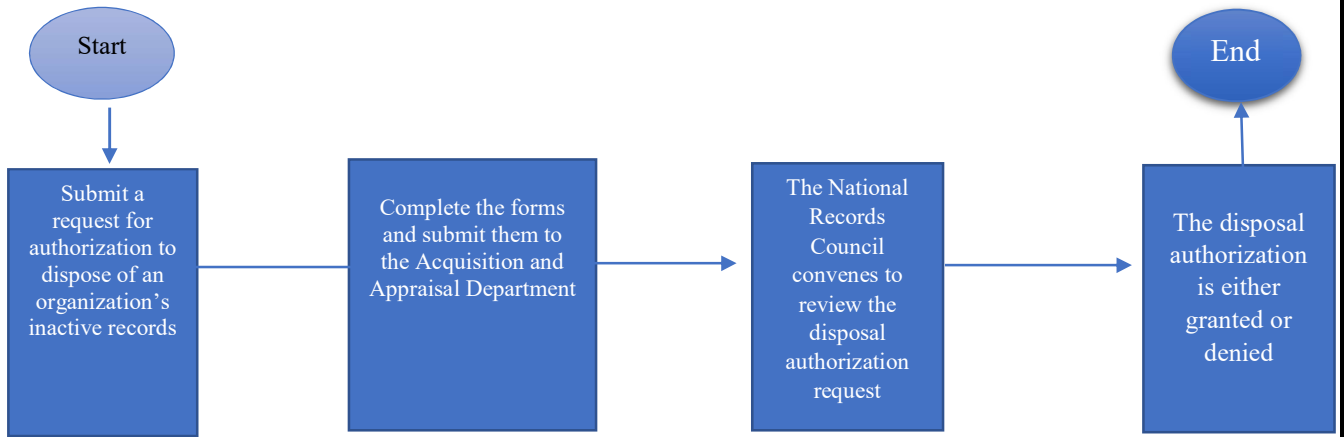 Start
Submit a
request for
authorization to
dispose of an
organization’s
inactive records
Complete the forms
and submit them to
the Acquisition and
Appraisal Department
The National
Records
Council
convenes to
review the
disposal
authorization
request
The disposal
authorization
is either
granted or
denied
End